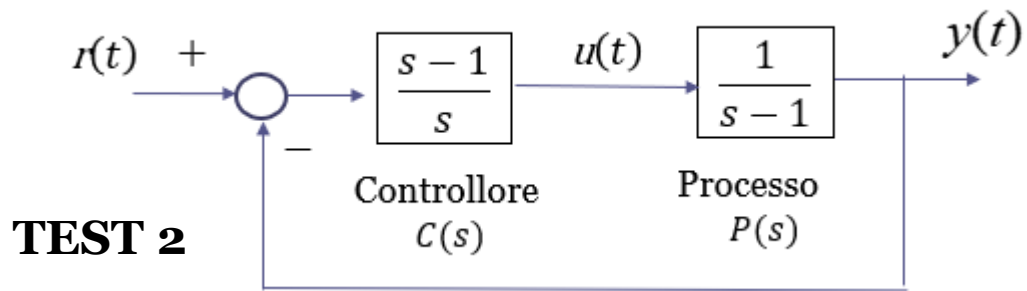 r(t) +
s − 1
s
u(t)
1
s − 1
y(t)
−
Controllore
C(s)
Processo
P(s)
TEST 2